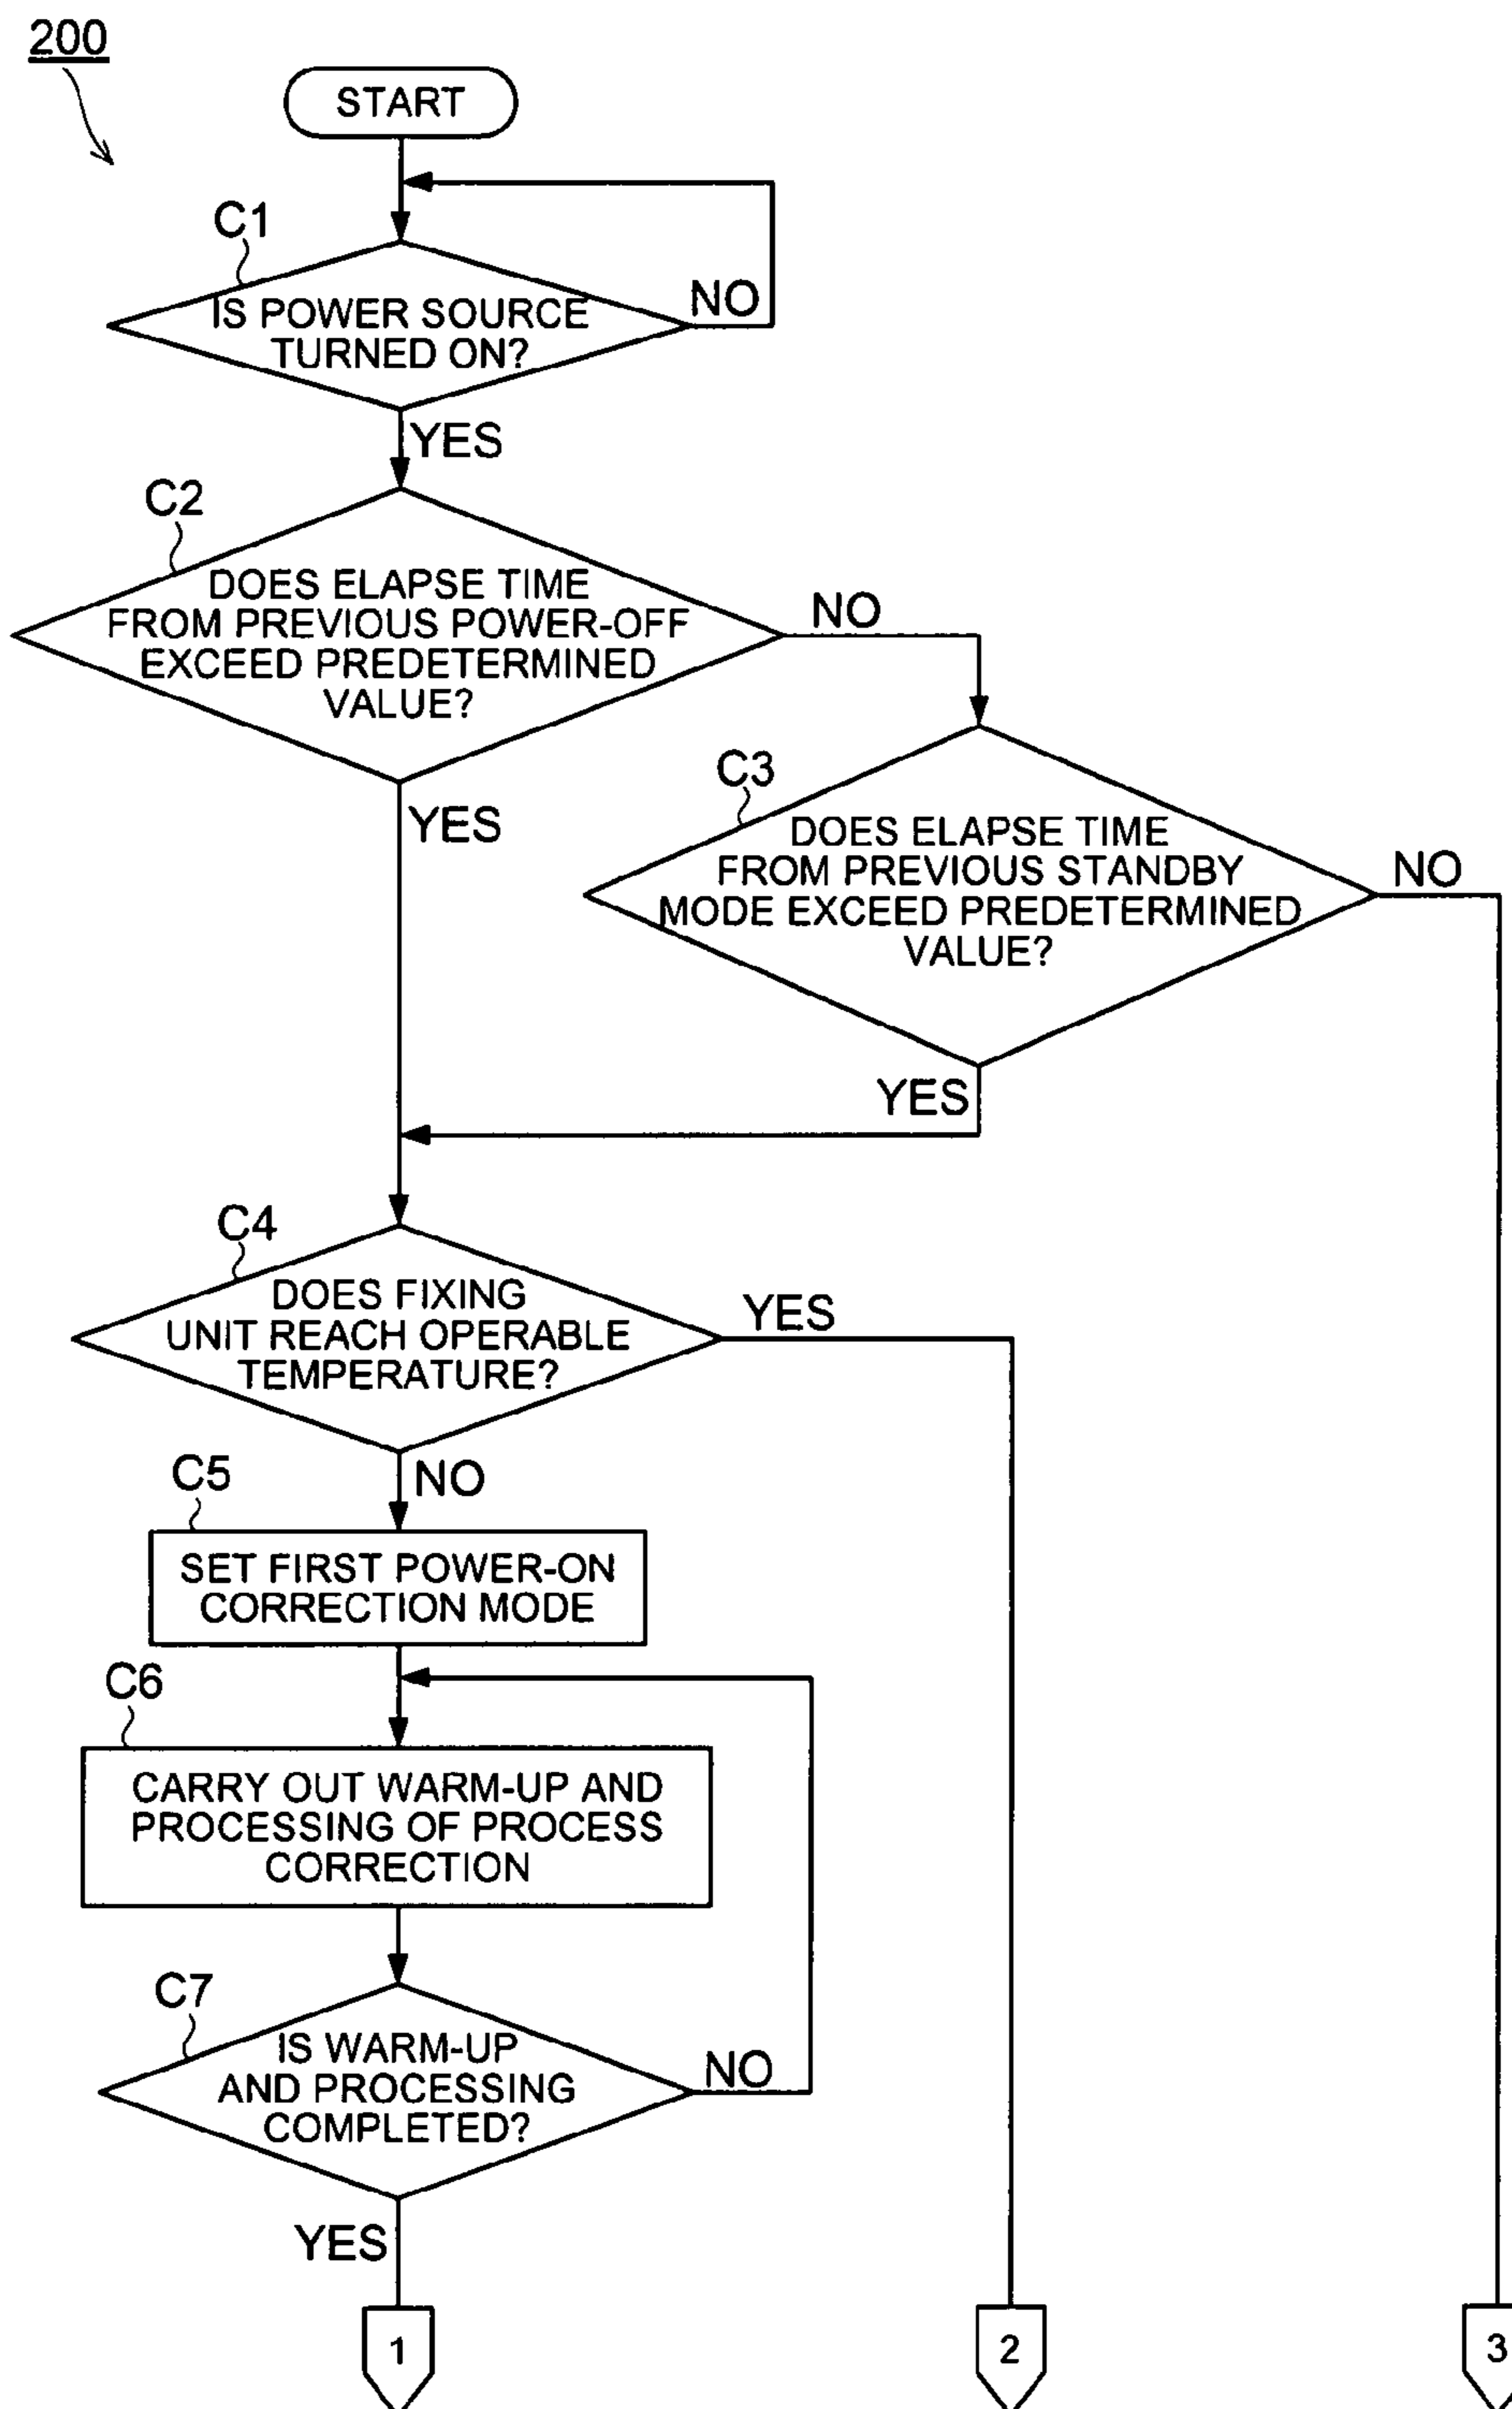 200
START
C1
IS POWER SOURCE
TURNED ON?
NO
YES
C2
DOES ELAPSE TIME
FROM PREVIOUS POWER-OFF
EXCEED PREDETERMINED
VALUE?
NO
YES
C3
DOES ELAPSE TIME
FROM PREVIOUS STANDBY
MODE EXCEED PREDETERMINED
VALUE?
NO
YES
C4
DOES FIXING
UNIT REACH OPERABLE
TEMPERATURE?
YES
NO
C5
SET FIRST POWER-ON
CORRECTION MODE
C6
CARRY OUT WARM-UP AND
PROCESSING OF PROCESS
CORRECTION
C7
IS WARM-UP
AND PROCESSING
COMPLETED?
NO
YES
1
2
3